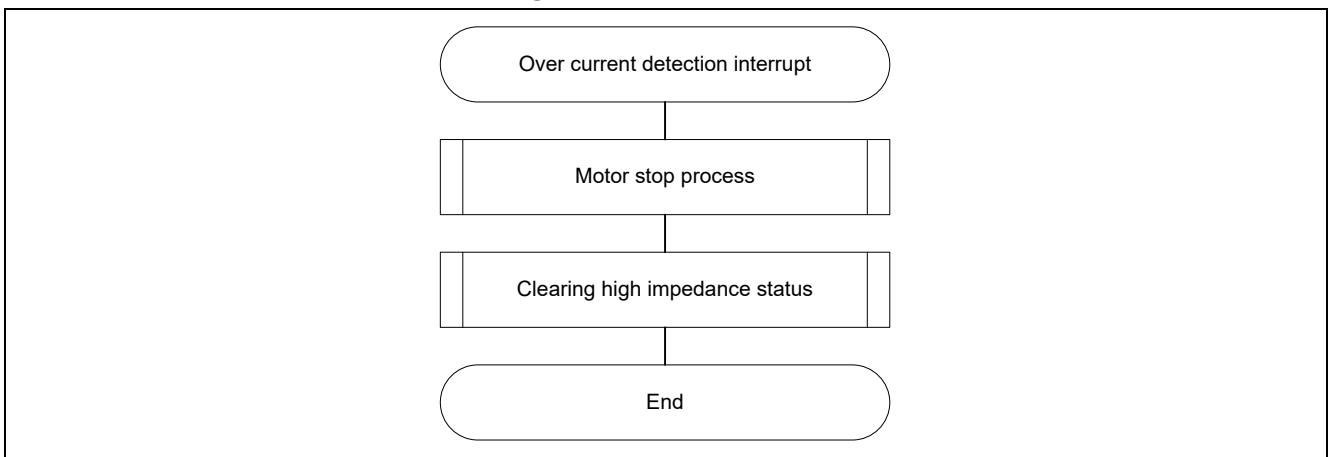 Over current detection interrupt
Motor stop process
Clearing high impedance status
End